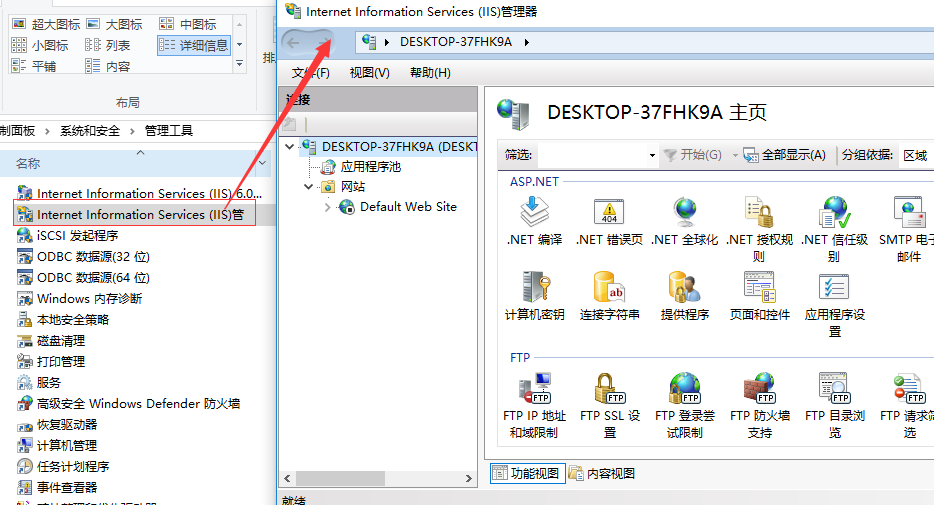 超大图标
大图标
中图标
小图标
列表
详细信息
平铺
内容
排
布局
制面板
系统和安全
管理工具
名称
Internet Information Services (IIS) 6.0...
Internet Information Services (IIS)管
iSCSI 发起程序
ODBC 数据源(32 位)
ODBC 数据源(64 位)
Windows 内存诊断
本地安全策略
磁盘清理
打印管理
服务
高级安全 Windows Defender 防火墙
恢复驱动器
计算机管理
任务计划程序
事件查看器
Internet Information Services (IIS)管理器
DESKTOP-37FHK9A
文件(F)
视图(V)
帮助(H)
连接
DESKTOP-37FHK9A (DESKT
应用程序池
网站
Default Web Site
DESKTOP-37FHK9A 主页
筛选:
开始(G)
全部显示(A)
分组依据:
区域
ASP.NET
.NET 编译
.NET 错误页
404
.NET 全球化
.NET 授权规
则
.NET 信任级
别
SMTP 电子
邮件
计算机密钥
ab
连接字符串
提供程序
页面和控件
应用程序设
置
FTP
FTP
FTP IP 地址
和域限制
FTP
FTP SSL 设
置
FTP
FTP 登录尝
试限制
FTP
FTP 防火墙
支持
FTP
FTP 目录浏
览
FTP
FTP 请求筛
选
功能视图
内容视图
就绪